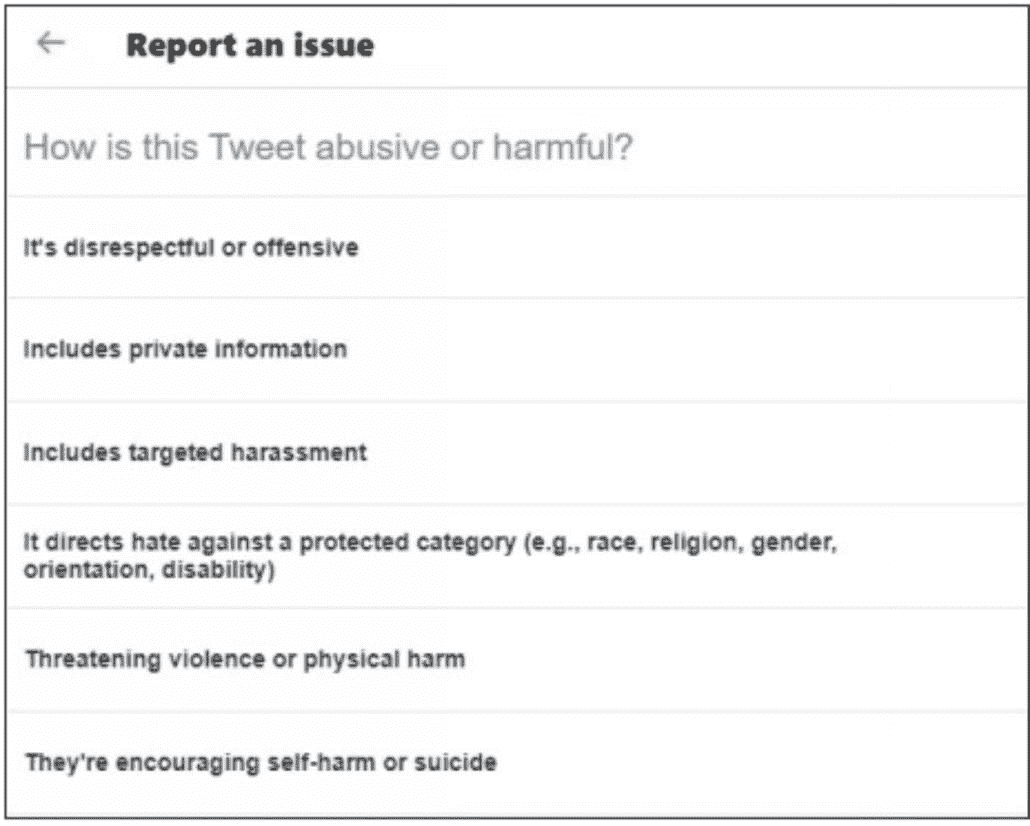 Report an issue
How is this Tweet abusive or harmful?
It's disrespectful or offensive
Includes private information
Includes targeted harassment
It directs hate against a protected category (e.g., race, religion, gender,
orientation, disability)
Threatening violence or physical harm
They're encouraging self-harm or suicide